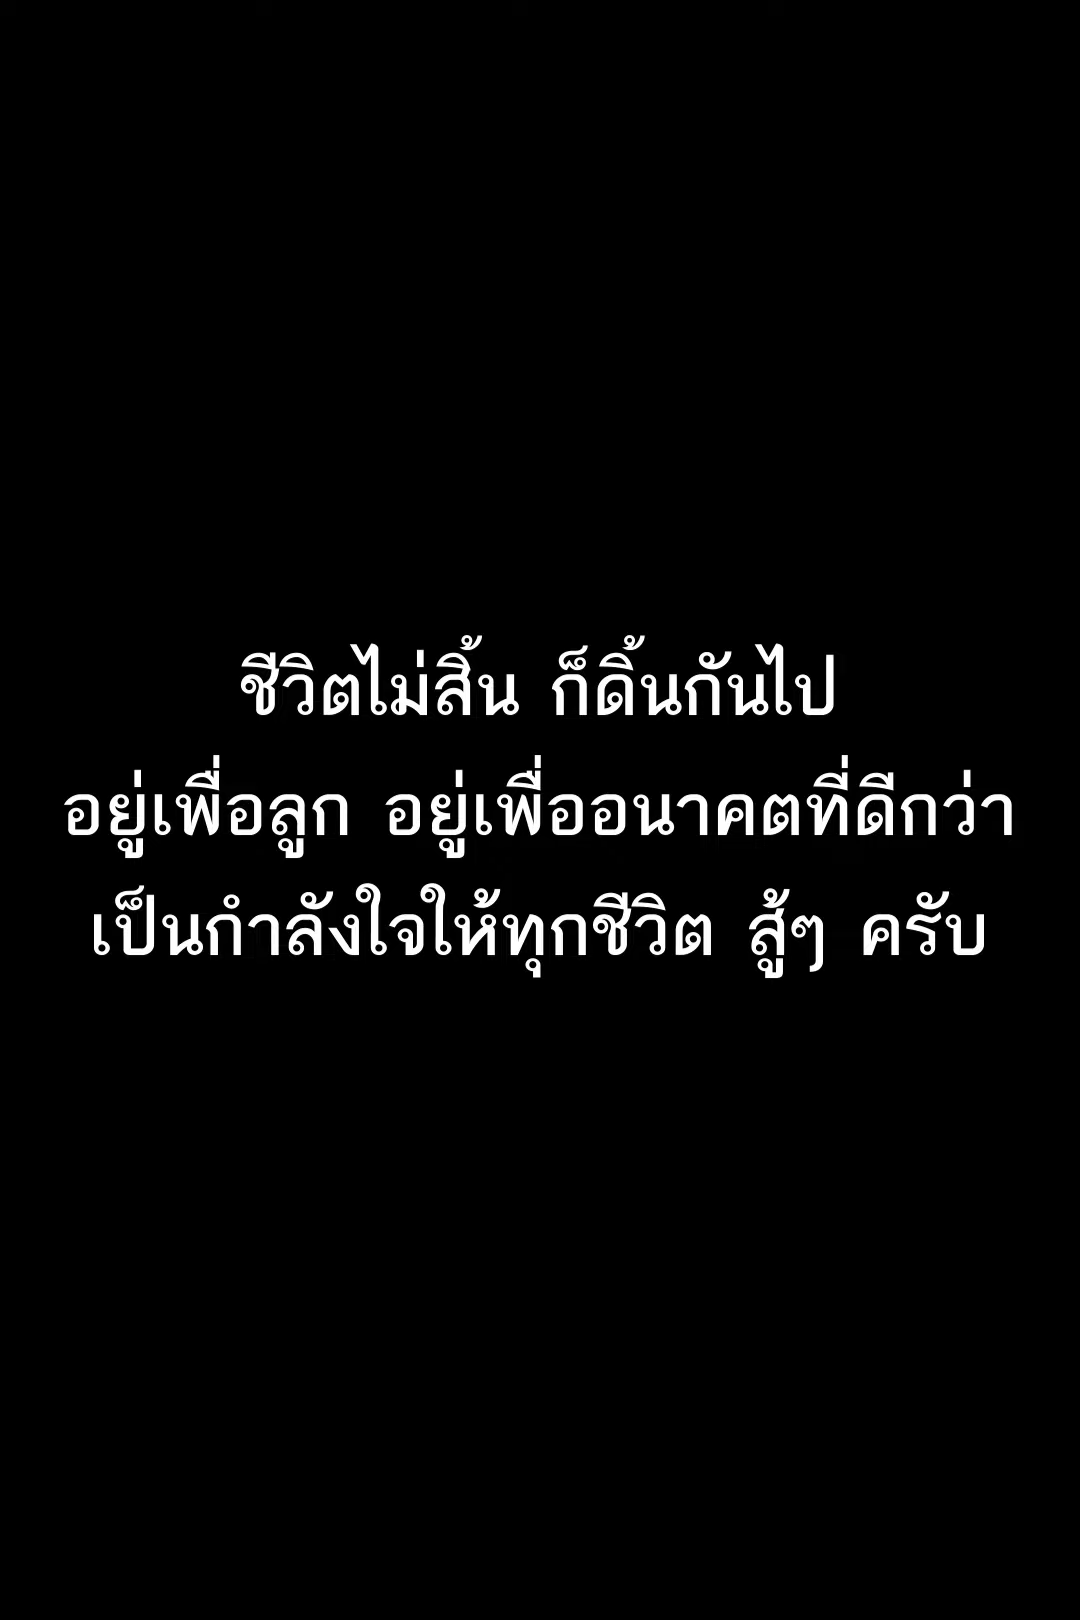 ชีวิตไม่สิ้น ก็ดิ้นกันไป
อยู่เพื่อลูก อยู่เพื่ออนาคตที่ดีกว่า
เป็นกำลังใจให้ทุกชีวิต สู้ๆ ครับ